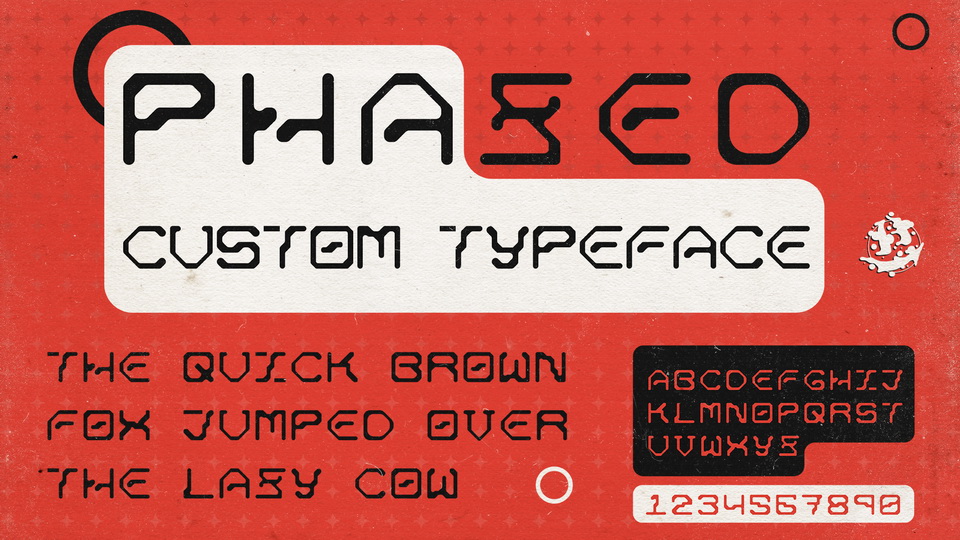 PHASED
CUSTOM TYPEFACE
THE QUICK BROWN
FOX JUMPED OVER
THE LAZY COW
ABCDEFGHIJ
KLMNOPQRST
UVWXYZ
1234567890